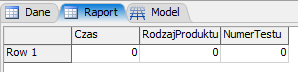 Dane Raport Model
Czas RodzajProduktu NumerTestu
Row 1 0 0 0